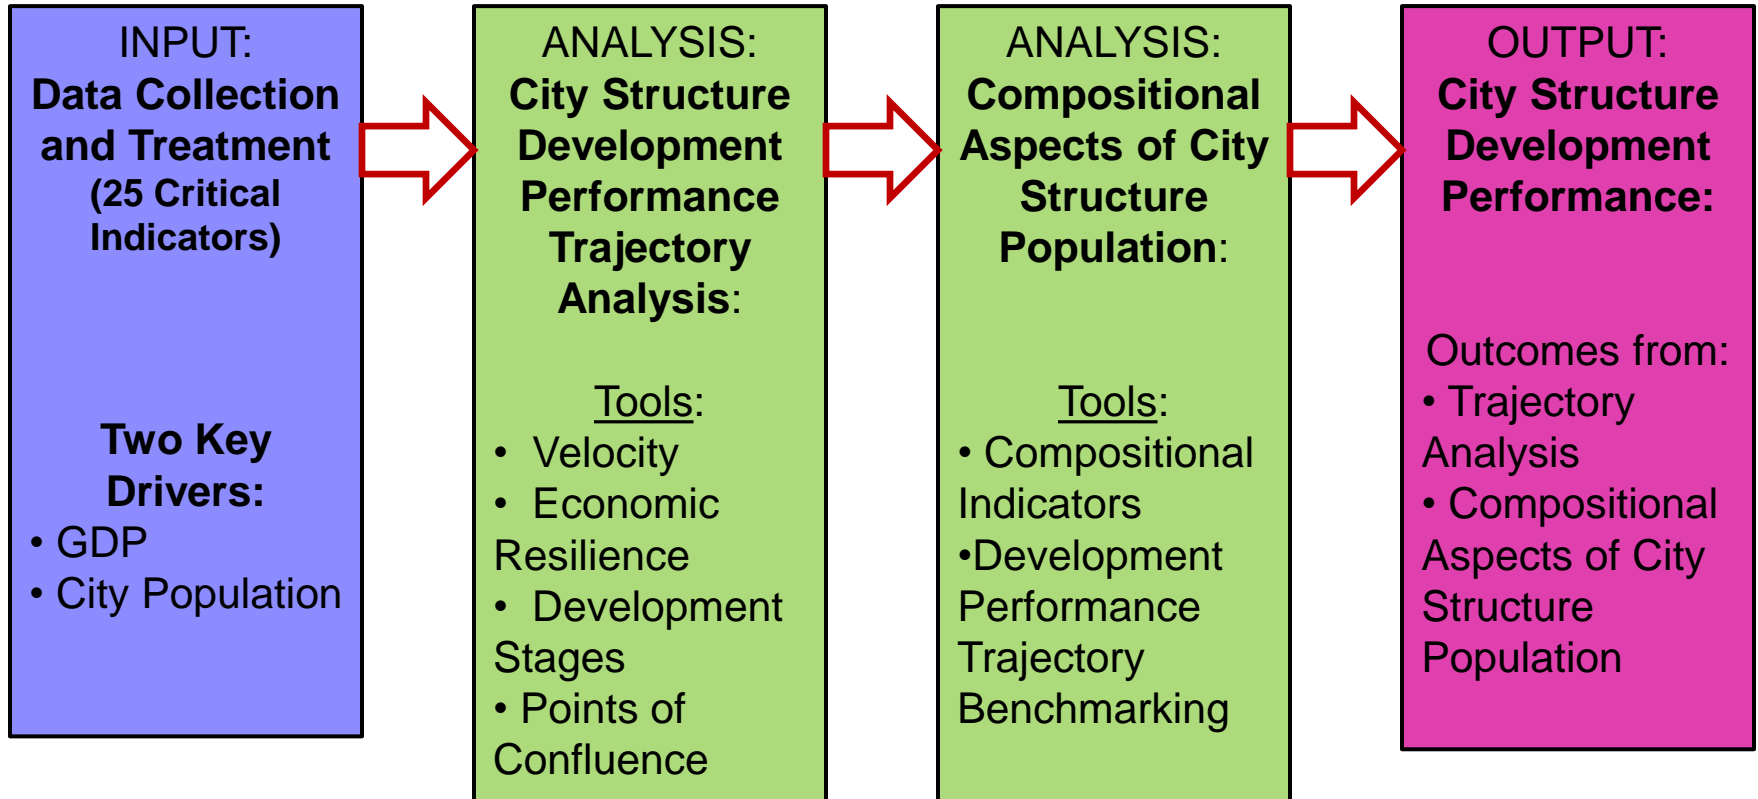 INPUT:
Data Collection
and Treatment
(25 Critical
Indicators)
Two Key
Drivers:
• GDP
• City Population
ANALYSIS:
City Structure
Development
Performance
Trajectory
Analysis:
Tools:
• Velocity
• Economic
Resilience
• Development
Stages
• Points of
Confluence
ANALYSIS:
Compositional
Aspects of City
Structure
Population:
Tools:
• Compositional
Indicators
•Development
Performance
Trajectory
Benchmarking
OUTPUT:
City Structure
Development
Performance:
Outcomes from:
• Trajectory
Analysis
• Compositional
Aspects of City
Structure
Population